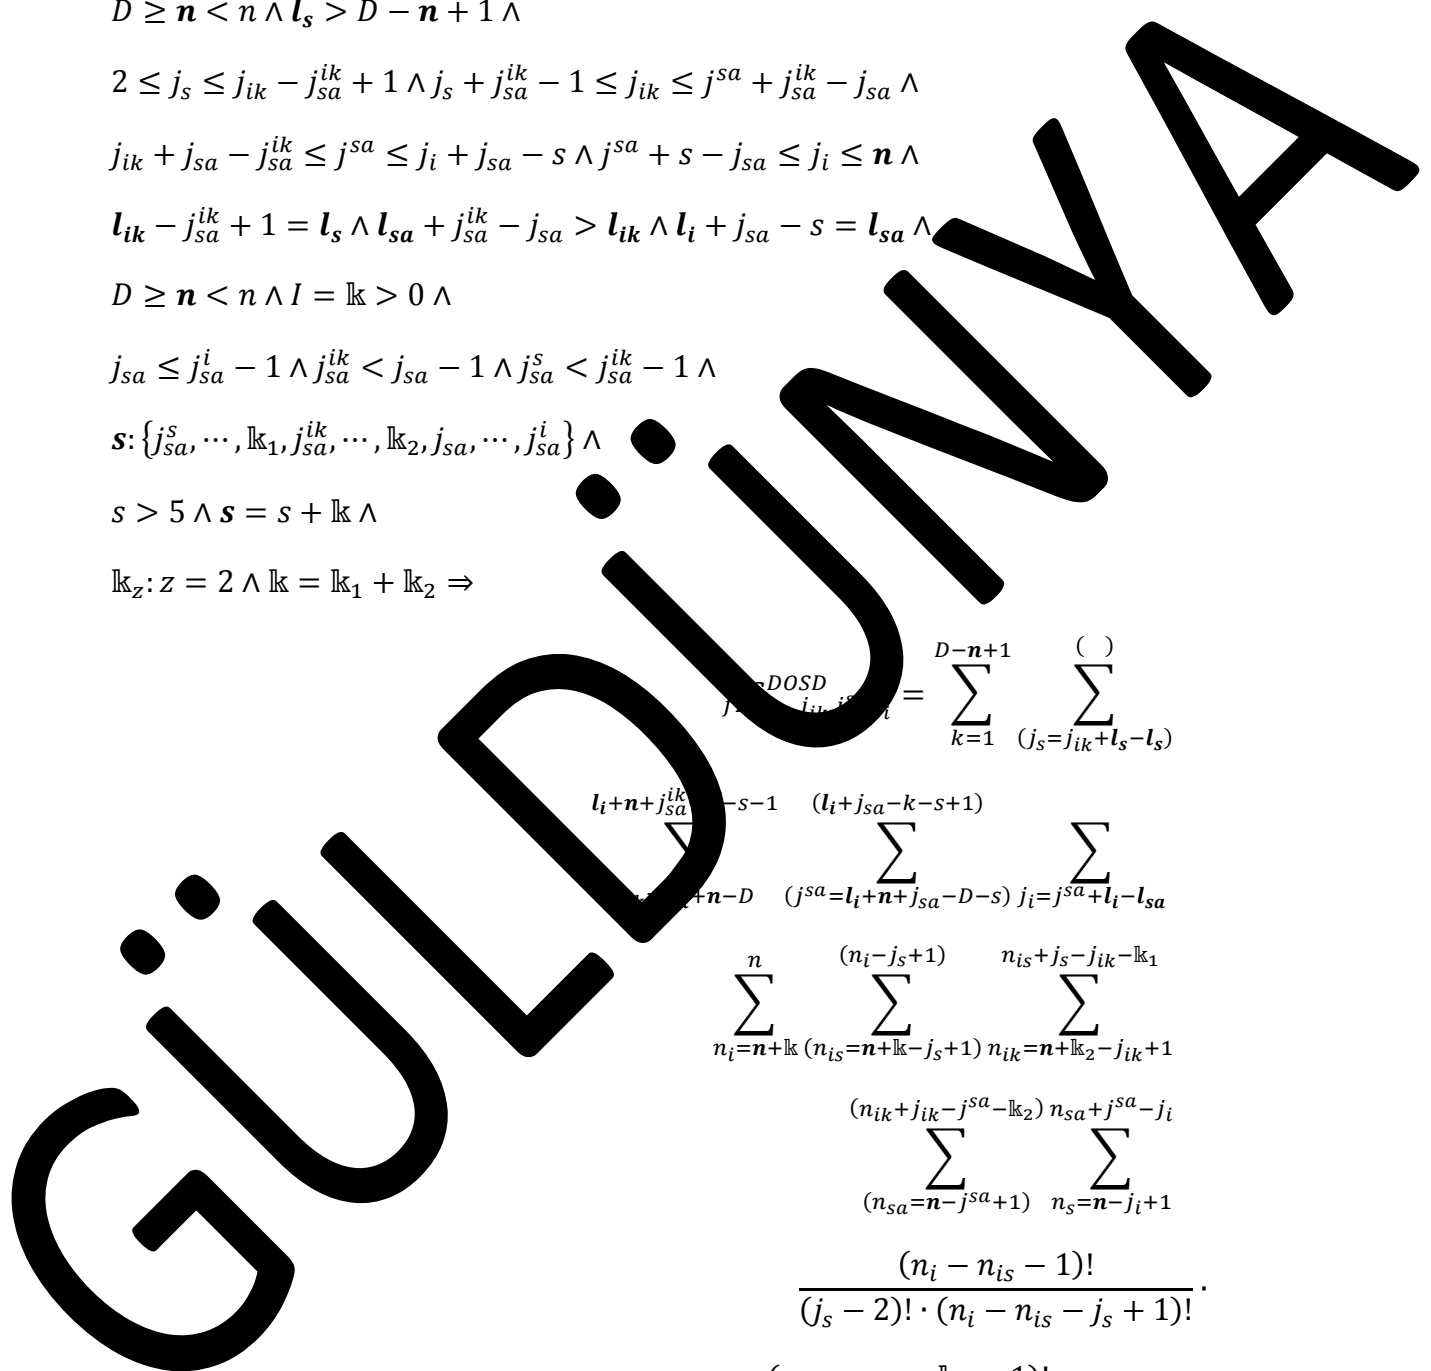 D ≥ 𝒏 < n ∧ 𝒍_𝒔 > D − 𝒏 + 1 ∧
2 ≤ j_s ≤ j_{ik} − j_{sa}^{ik} + 1 ∧ j_s + j_{sa}^{ik} − 1 ≤ j_{ik} ≤ j^{sa} + j_{sa}^{ik} − j_{sa} ∧
j_{ik} + j_{sa} − j_{sa}^{ik} ≤ j^{sa} ≤ j_i + j_{sa} − s ∧ j^{sa} + s − j_{sa} ≤ j_i ≤ 𝒏 ∧
𝒍_{𝒊𝒌} − j_{sa}^{ik} + 1 = 𝒍_𝒔 ∧ 𝒍_{𝒔𝒂} + j_{sa}^{ik} − j_{sa} > 𝒍_{𝒊𝒌} ∧ 𝒍_𝒊 + j_{sa} − s = 𝒍_{𝒔𝒂} ∧
D ≥ 𝒏 < n ∧ I = 𝕜 > 0 ∧
j_{sa} ≤ j_{sa}^i − 1 ∧ j_{sa}^{ik} < j_{sa} − 1 ∧ j_{sa}^s < j_{sa}^{ik} − 1 ∧
𝒔: {j_{sa}^s, ⋯, 𝕜_1, j_{sa}^{ik}, ⋯, 𝕜_2, j_{sa}, ⋯, j_{sa}^i} ∧
s > 5 ∧ 𝒔 = s + 𝕜 ∧
𝕜_z: z = 2 ∧ 𝕜 = 𝕜_1 + 𝕜_2 ⇒
DOSD = ∑_{k=1}^{D−𝒏+1} ∑_{(j_s=j_{ik}+𝒍_𝒔−𝒍_𝒔)}^{( )}
∑^{𝒍_𝒊+𝒏+j_{sa}^{ik} −s−1}_{+𝒏−D} ∑_{(j^{sa}=𝒍_𝒊+𝒏+j_{sa}−D−s)}^{(𝒍_𝒊+j_{sa}−k−s+1)} ∑_{j_i=j^{sa}+𝒍_𝒊−𝒍_{𝒔𝒂}}
∑_{n_i=𝒏+𝕜}^{n} ∑_{(n_{is}=𝒏+𝕜−j_s+1)}^{(n_i−j_s+1)} ∑_{n_{ik}=𝒏+𝕜_2−j_{ik}+1}^{n_{is}+j_s−j_{ik}−𝕜_1}
∑_{(n_{sa}=𝒏−j^{sa}+1)}^{(n_{ik}+j_{ik}−j^{sa}−𝕜_2)} ∑_{n_s=𝒏−j_i+1}^{n_{sa}+j^{sa}−j_i}
(n_i − n_{is} − 1)!
(j_s − 2)! · (n_i − n_{is} − j_s + 1)! ·
GÜLDÜNYA